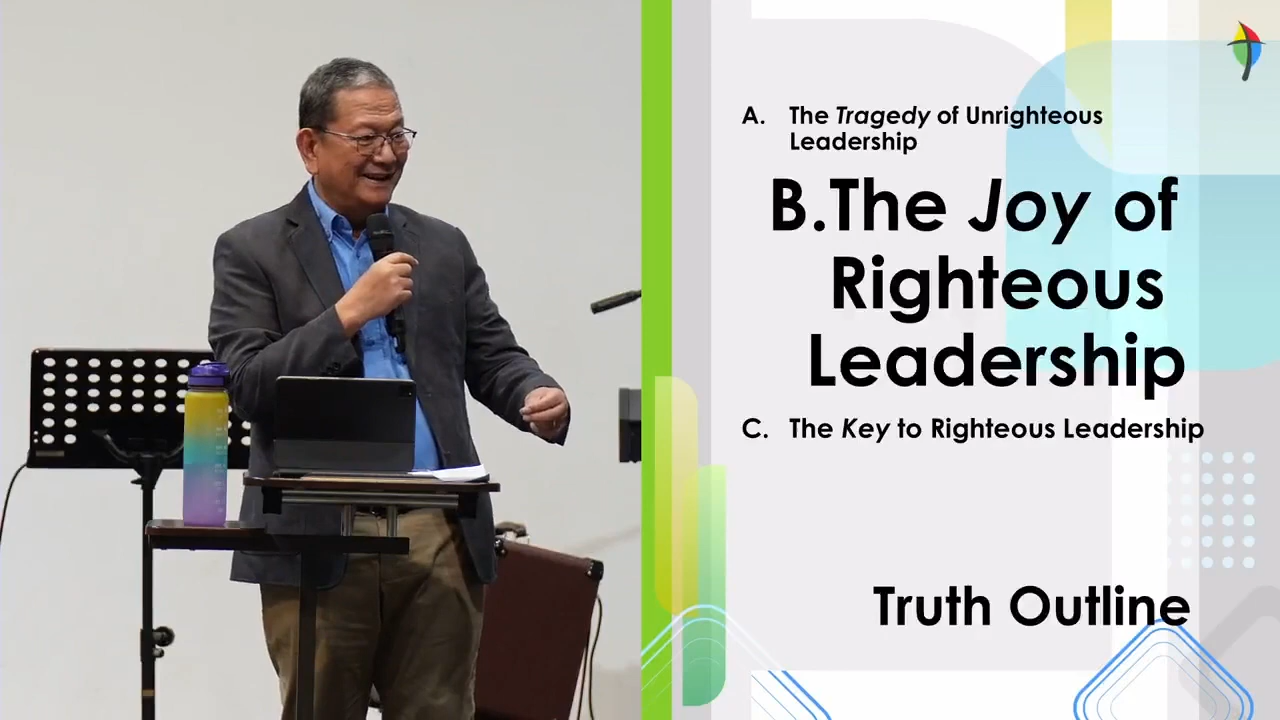 A. The Tragedy of Unrighteous
Leadership
B.The Joy of
Righteous
Leadership
C. The Key to Righteous Leadership
Truth Outline